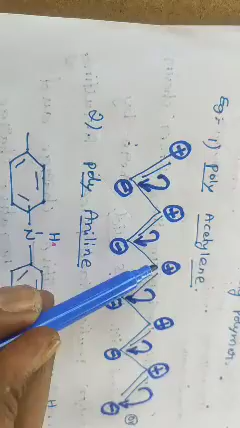 Polymer.
Eg:- 1) Poly Acetylene:
⊕ ⊕ ⊕ ⊕ ⊕
⊖ ⊖ ⊖ ⊖ ⊖
2). Poly Aniline:
H
N
H